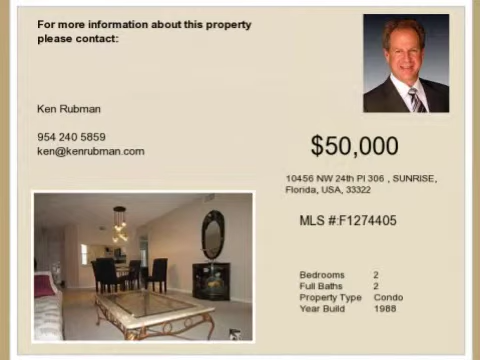 For more information about this property
please contact:
Ken Rubman
954 240 5859
ken@kenrubman.com
$50,000
10456 NW 24th Pl 306 , SUNRISE,
Florida, USA, 33322
MLS #:F1274405
Bedrooms 2
Full Baths 2
Property Type Condo
Year Build 1988